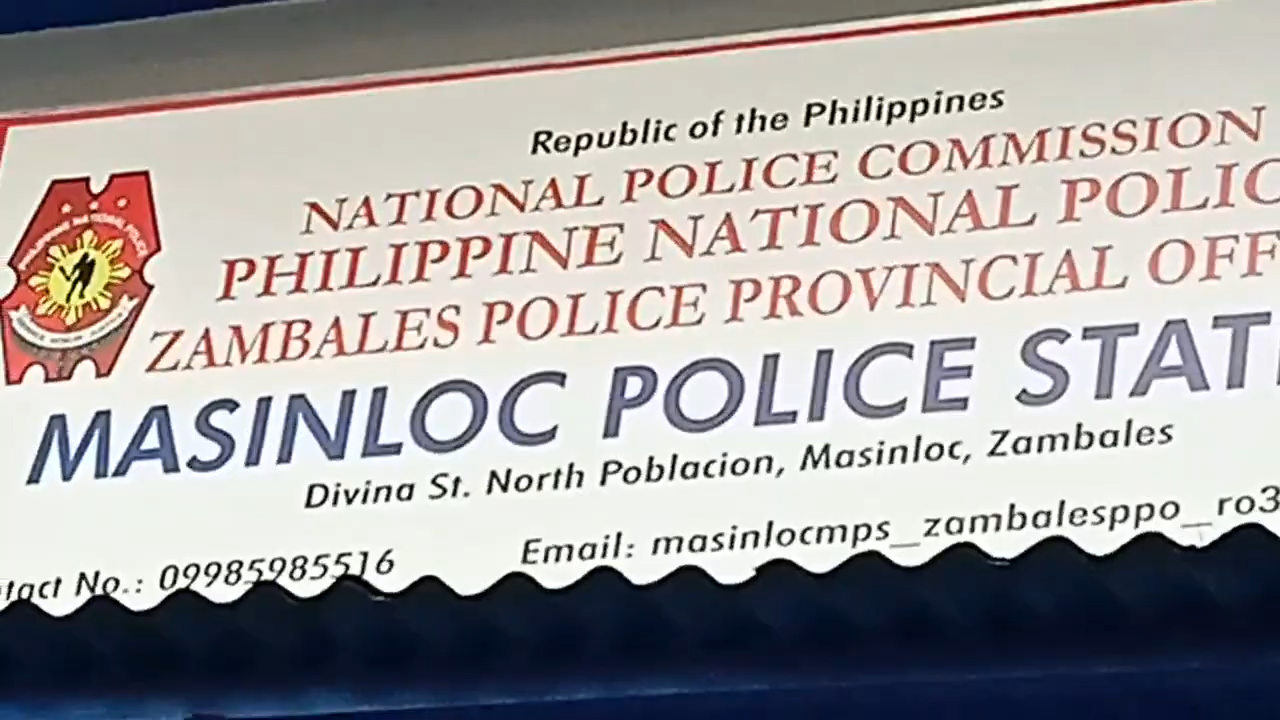 Republic of the Philippines
NATIONAL POLICE COMMISSION
PHILIPPINE NATIONAL POLIC
ZAMBALES POLICE PROVINCIAL OFF
MASINLOC POLICE STATI
Divina St. North Poblacion, Masinloc, Zambales
tact No.: 09985985516 Email: masinlocmps_zambalesppo_ro3